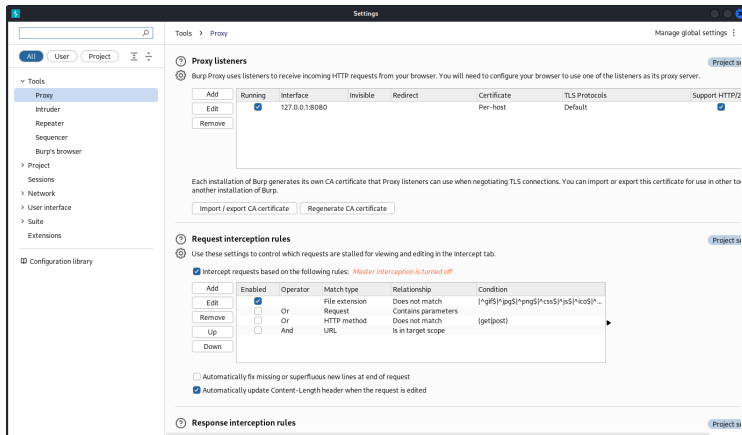 Settings
Tools > Proxy
Manage global settings
All User Project
Tools
Proxy
Intruder
Repeater
Sequencer
Burp's browser
Project
Sessions
Network
User interface
Suite
Extensions
Configuration library
Proxy listeners
Project se
Burp Proxy uses listeners to receive incoming HTTP requests from your browser. You will need to configure your browser to use one of the listeners as its proxy server.
Add
Edit
Remove
Running Interface Invisible Redirect Certificate TLS Protocols Support HTTP/2
127.0.0.1:8080 Per-host Default
Each installation of Burp generates its own CA certificate that Proxy listeners can use when negotiating TLS connections. You can import or export this certificate for use in other too
another installation of Burp.
Import / export CA certificate Regenerate CA certificate
Request interception rules
Project se
Use these settings to control which requests are stalled for viewing and editing in the Intercept tab.
Intercept requests based on the following rules: Master interception is turned off
Add
Edit
Remove
Up
Down
Enabled Operator Match type Relationship Condition
File extension Does not match (^gif$|^jpg$|^png$|^css$|^js$|^ico$|^...
Or Request Contains parameters
Or HTTP method Does not match (get|post)
And URL Is in target scope
Automatically fix missing or superfluous new lines at end of request
Automatically update Content-Length header when the request is edited
Response interception rules
Project se